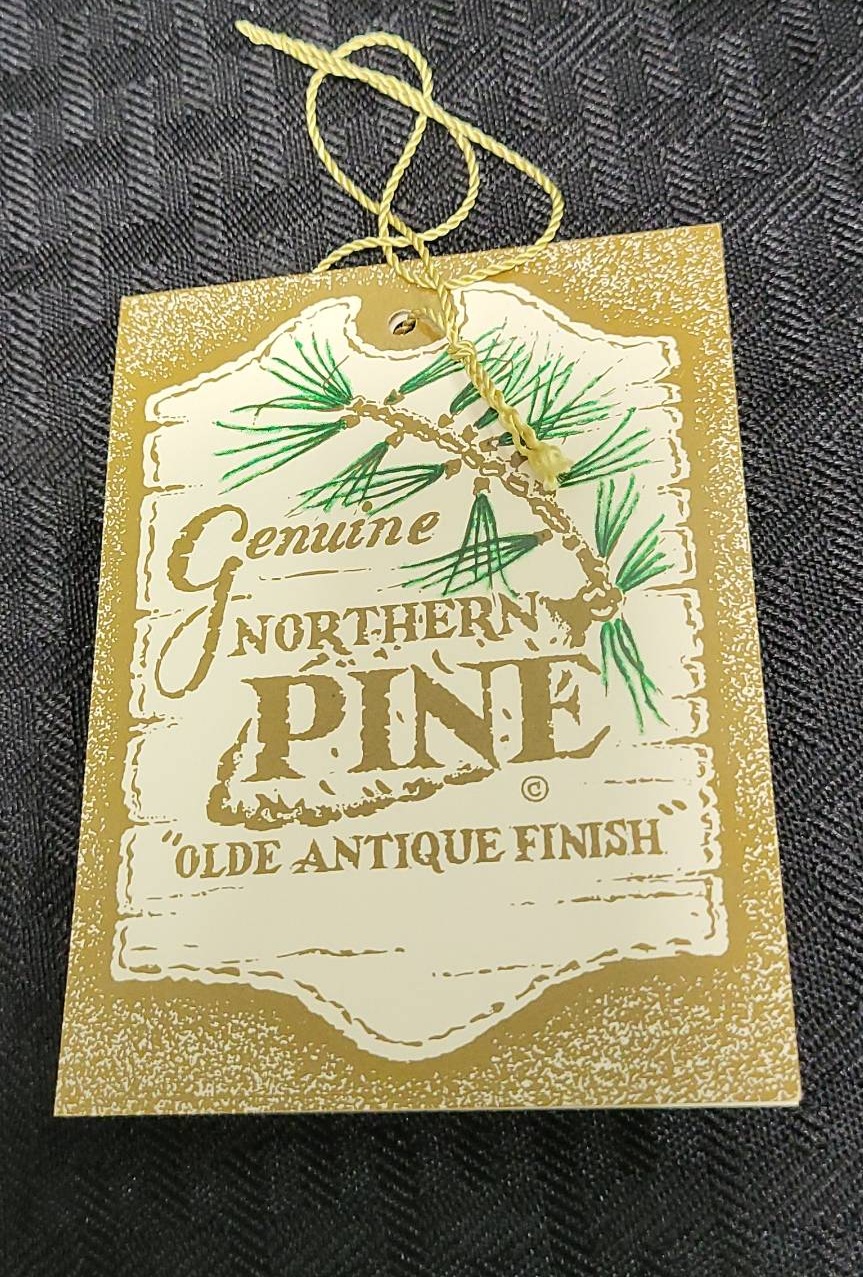 Genuine
NORTHERN
PINE
©
"OLDE ANTIQUE FINISH"